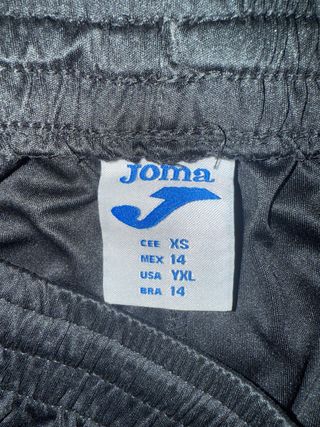 Joma
CEE XS
MEX 14
USA YXL
BRA 14